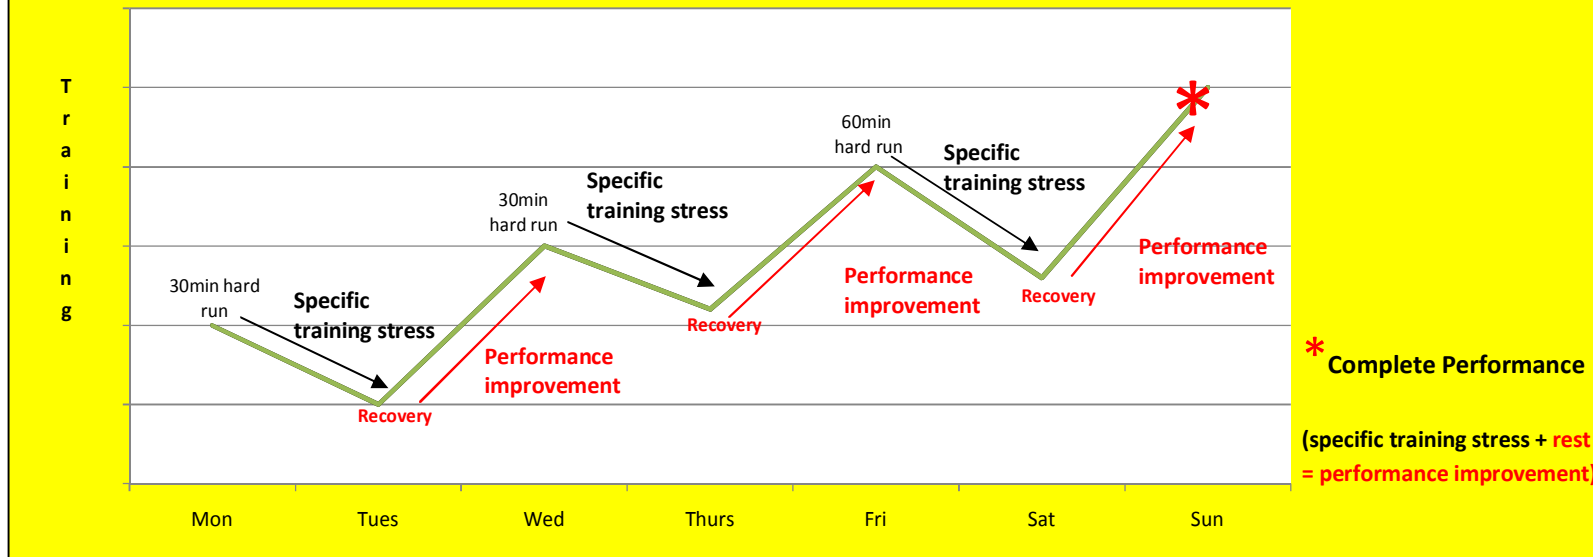 Training
30min hard
run
Specific
training stress
Recovery
Performance
improvement
30min
hard run
Specific
training stress
Recovery
Performance
improvement
60min
hard run
Specific
training stress
Recovery
Performance
improvement
*
* Complete Performance
(specific training stress + rest
= performance improvement)
Mon Tues Wed Thurs Fri Sat Sun